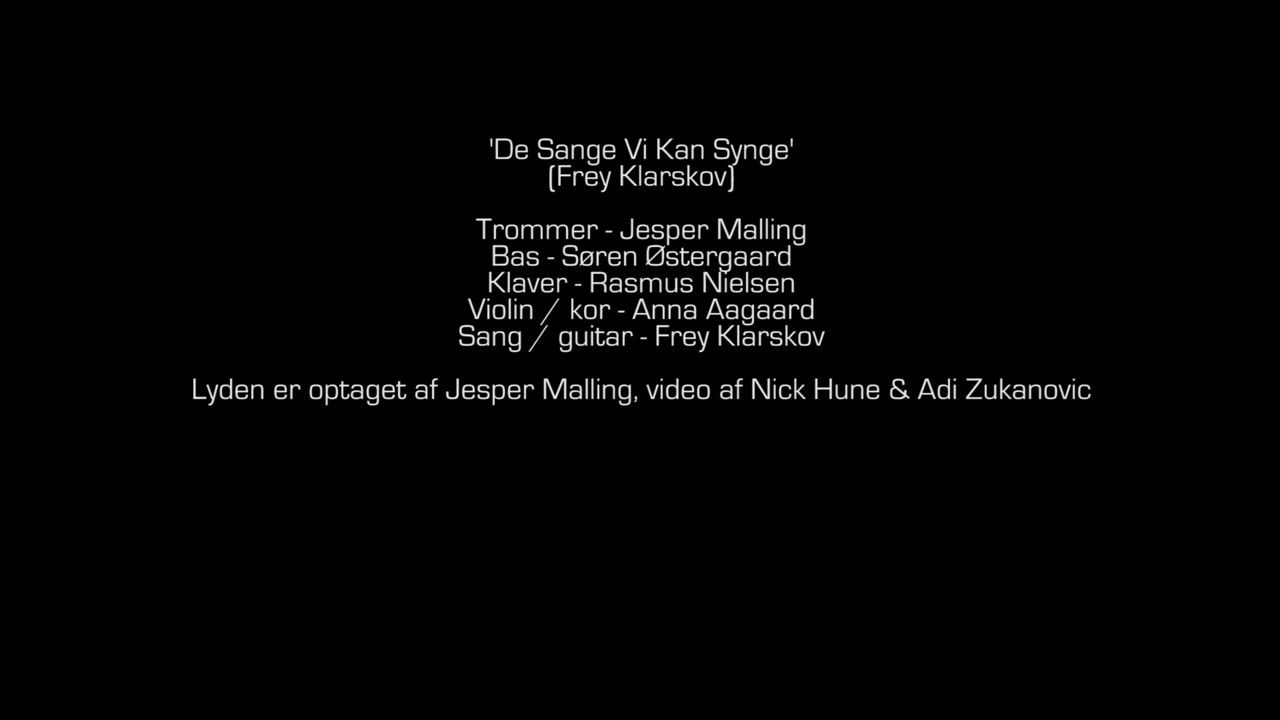 'De Sange Vi Kan Synge'
(Frey Klarskov)
Trommer - Jesper Malling
Bas - Søren Østergaard
Klaver - Rasmus Nielsen
Violin / kor - Anna Aagaard
Sang / guitar - Frey Klarskov
Lyden er optaget af Jesper Malling, video af Nick Hune & Adi Zukanovic